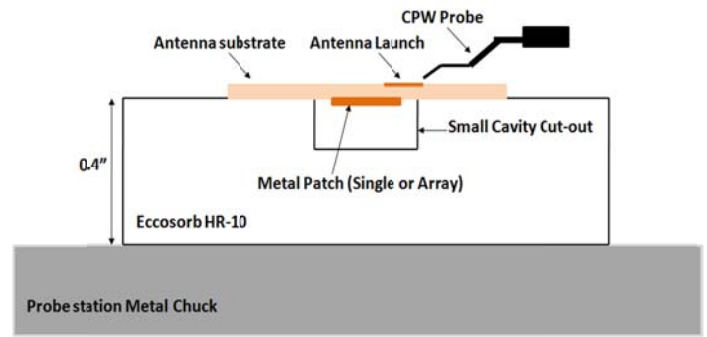 CPW Probe
Antenna substrate
Antenna Launch
Small Cavity Cut-out
0.4"
Metal Patch (Single or Array)
Eccosorb HR-10
Probe station Metal Chuck